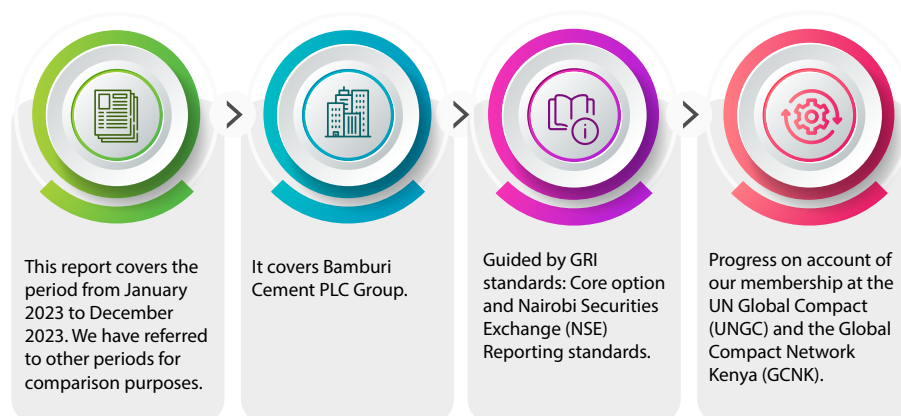 This report covers the
period from January
2023 to December
2023. We have referred
to other periods for
comparison purposes.
It covers Bamburi
Cement PLC Group.
Guided by GRI
standards: Core option
and Nairobi Securities
Exchange (NSE)
Reporting standards.
Progress on account of
our membership at the
UN Global Compact
(UNGC) and the Global
Compact Network
Kenya (GCNK).